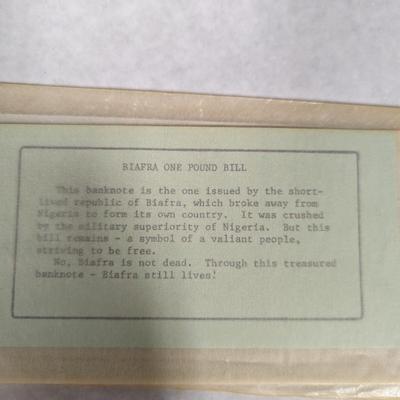 BIAFRA ONE POUND BILL
This banknote is the one issued by the short-
lived republic of Biafra, which broke away from
Nigeria to form its own country. It was crushed
by the military superiority of Nigeria. But this
bill remains - a symbol of a valiant people,
striving to be free.
No, Biafra is not dead. Through this treasured
banknote - Biafra still lives!